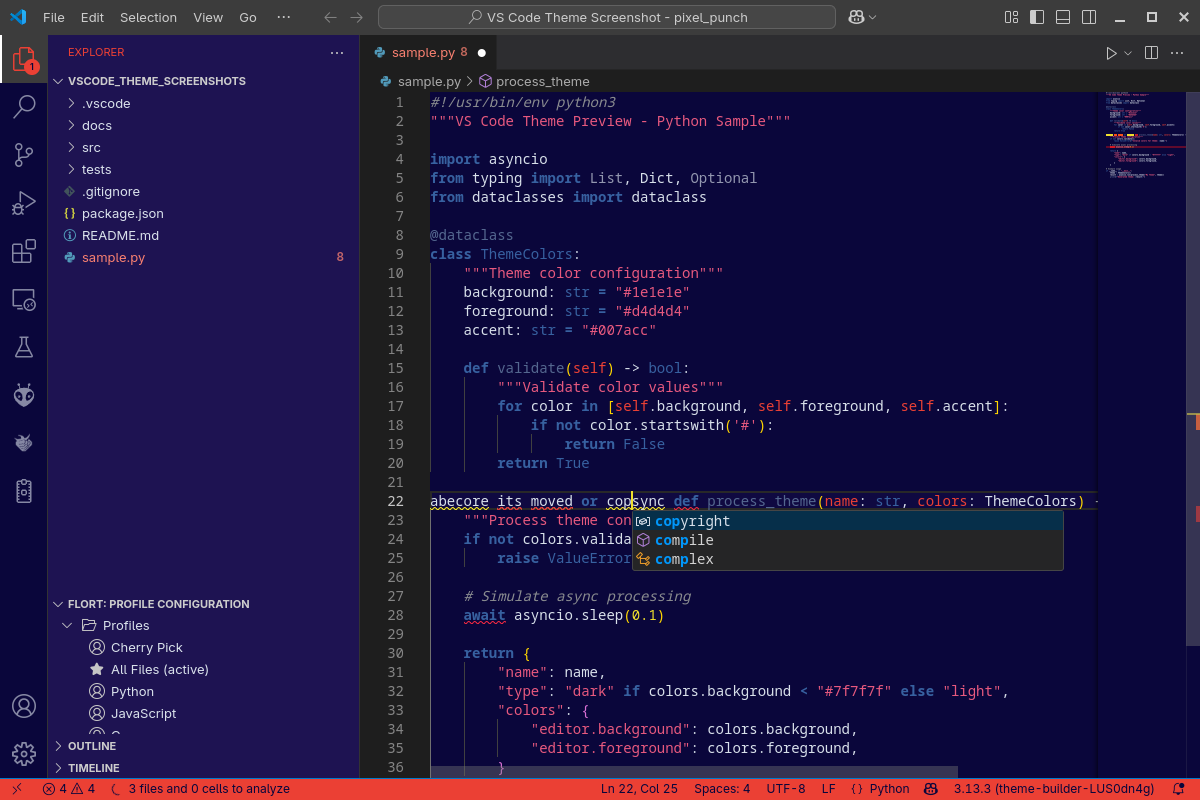 File Edit Selection View Go ··· VS Code Theme Screenshot - pixel_punch
EXPLORER ···
VSCODE_THEME_SCREENSHOTS
.vscode
docs
src
tests
.gitignore
package.json
README.md
sample.py 8
FLORT: PROFILE CONFIGURATION
Profiles
Cherry Pick
All Files (active)
Python
JavaScript
OUTLINE
TIMELINE
1
sample.py 8
sample.py > process_theme
1 #!/usr/bin/env python3
2 """VS Code Theme Preview - Python Sample"""
3
4 import asyncio
5 from typing import List, Dict, Optional
6 from dataclasses import dataclass
7
8 @dataclass
9 class ThemeColors:
10 """Theme color configuration"""
11 background: str = "#1e1e1e"
12 foreground: str = "#d4d4d4"
13 accent: str = "#007acc"
14
15 def validate(self) -> bool:
16 """Validate color values"""
17 for color in [self.background, self.foreground, self.accent]:
18 if not color.startswith('#'):
19 return False
20 return True
21
22 abecore its moved or copsync def process_theme(name: str, colors: ThemeColors) -
23 """Process theme con
24 if not colors.valida
25 raise ValueError
26
27 # Simulate async processing
28 await asyncio.sleep(0.1)
29
30 return {
31 "name": name,
32 "type": "dark" if colors.background < "#7f7f7f" else "light",
33 "colors": {
34 "editor.background": colors.background,
35 "editor.foreground": colors.foreground,
36 }
copyright
compile
complex
4 4 3 files and 0 cells to analyze Ln 22, Col 25 Spaces: 4 UTF-8 LF {} Python 3.13.3 (theme-builder-LUS0dn4g)